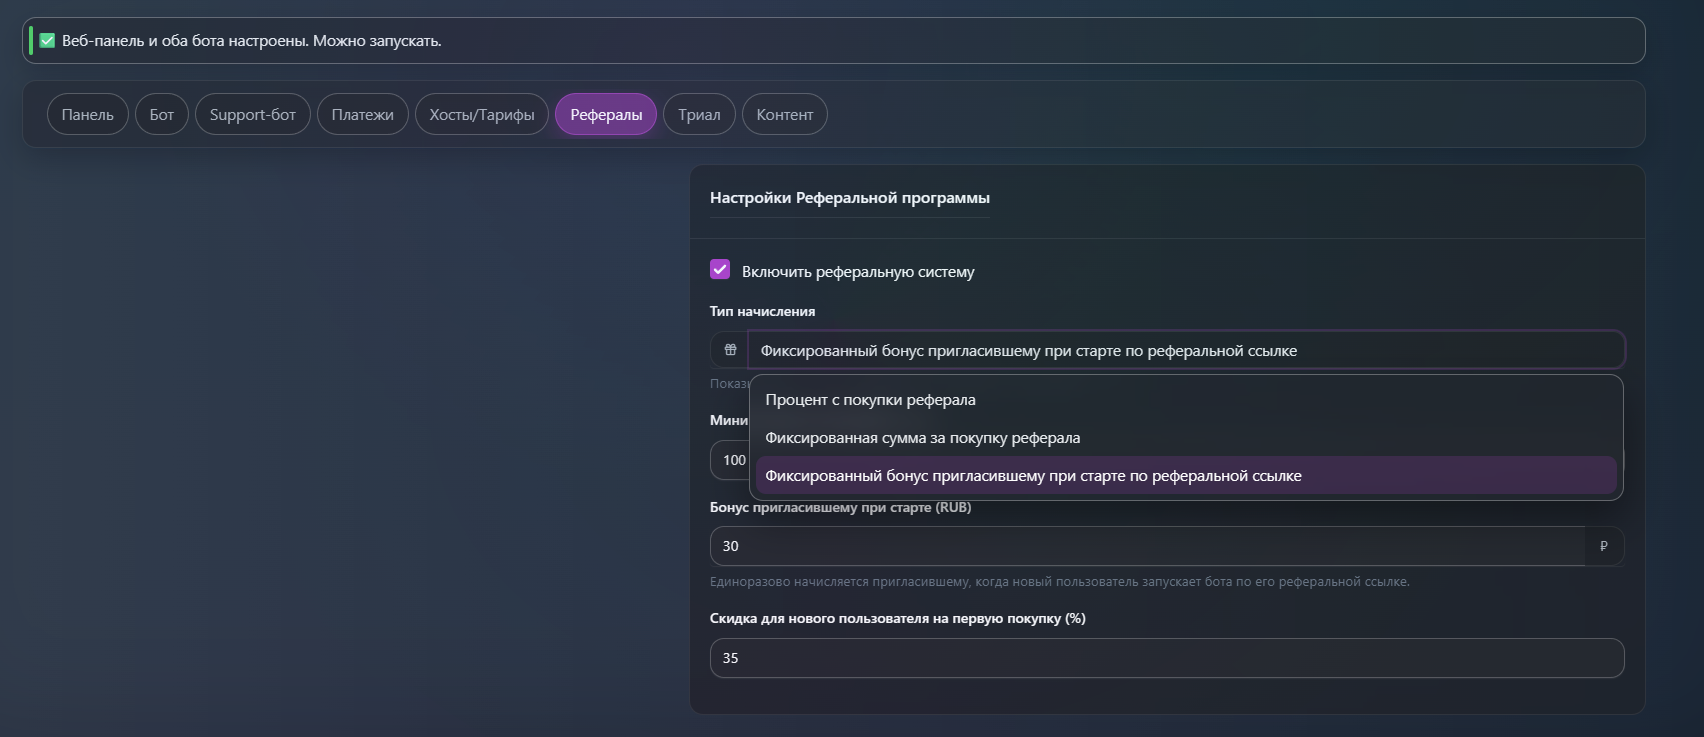 ✅ Веб-панель и оба бота настроены. Можно запускать.
Панель Бот Support-бот Платежи Хосты/Тарифы Рефералы Триал Контент
Настройки Реферальной программы
Включить реферальную систему
Тип начисления
Фиксированный бонус пригласившему при старте по реферальной ссылке
Процент с покупки реферала
Фиксированная сумма за покупку реферала
Фиксированный бонус пригласившему при старте по реферальной ссылке
100
Бонус пригласившему при старте (RUB)
30 ₽
Единоразово начисляется пригласившему, когда новый пользователь запускает бота по его реферальной ссылке.
Скидка для нового пользователя на первую покупку (%)
35